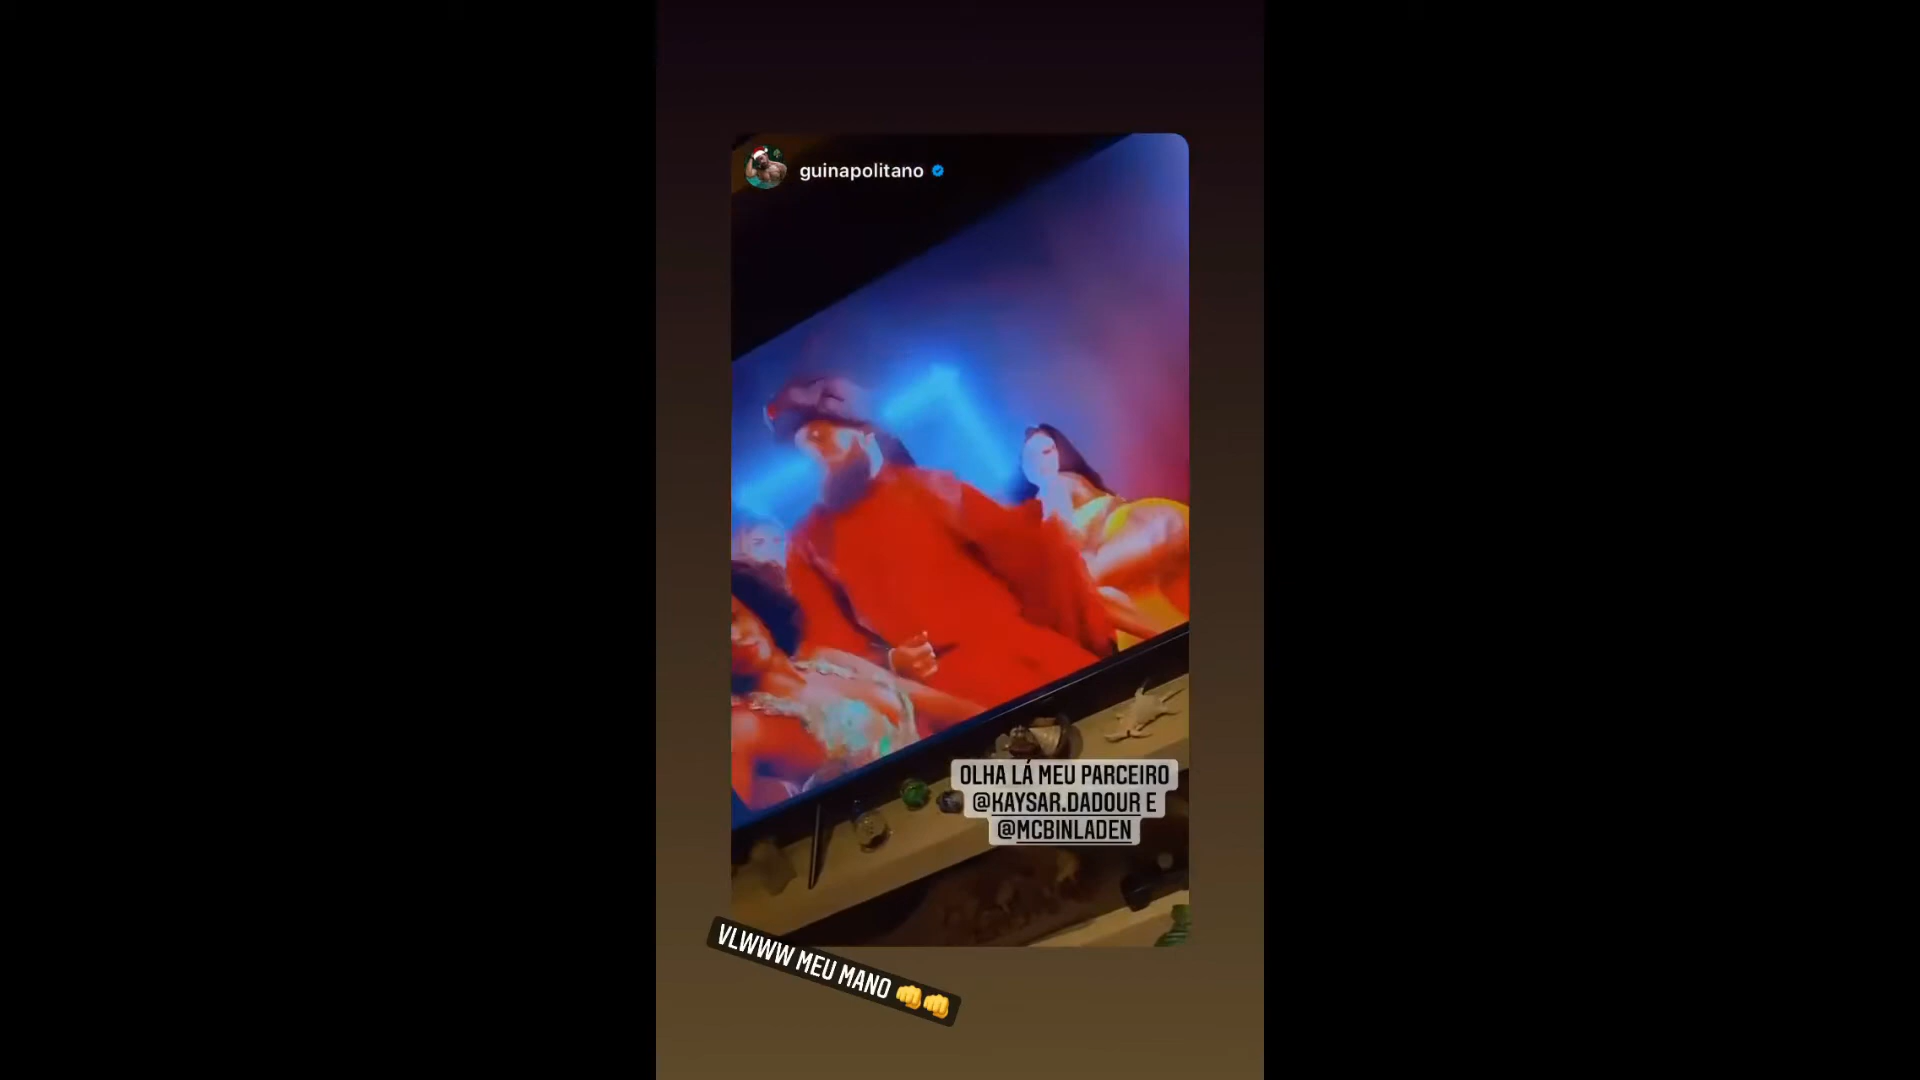 guinapolitano
OLHA LÁ MEU PARCEIRO
@KAYSAR.DADOUR E
@MCBINLADEN
VLWWW MEU MANO 👊👊